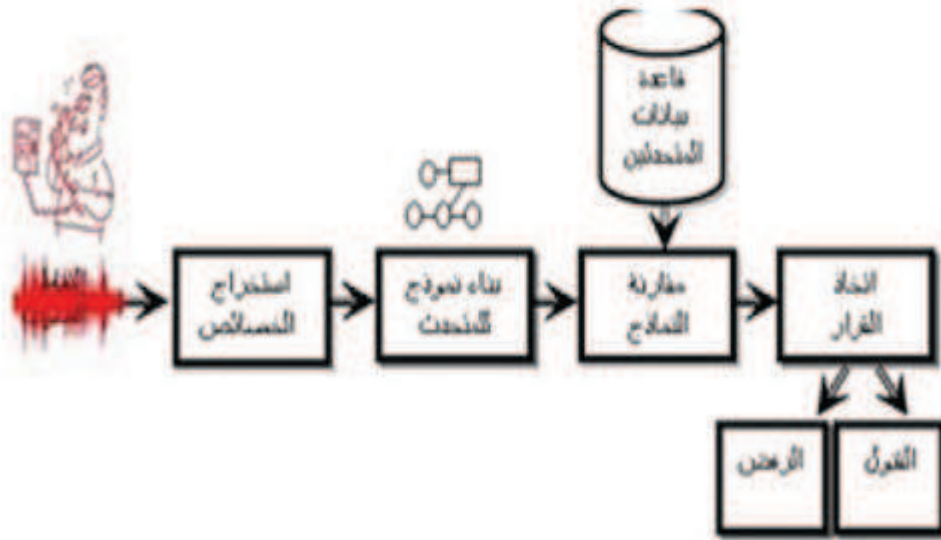 قاعدة
بيانات
المتحدثين
استخراج
الخصائص
بناء نموذج
للمتحدث
مقارنة
النماذج
اتخاذ
القرار
الرفض
القبول